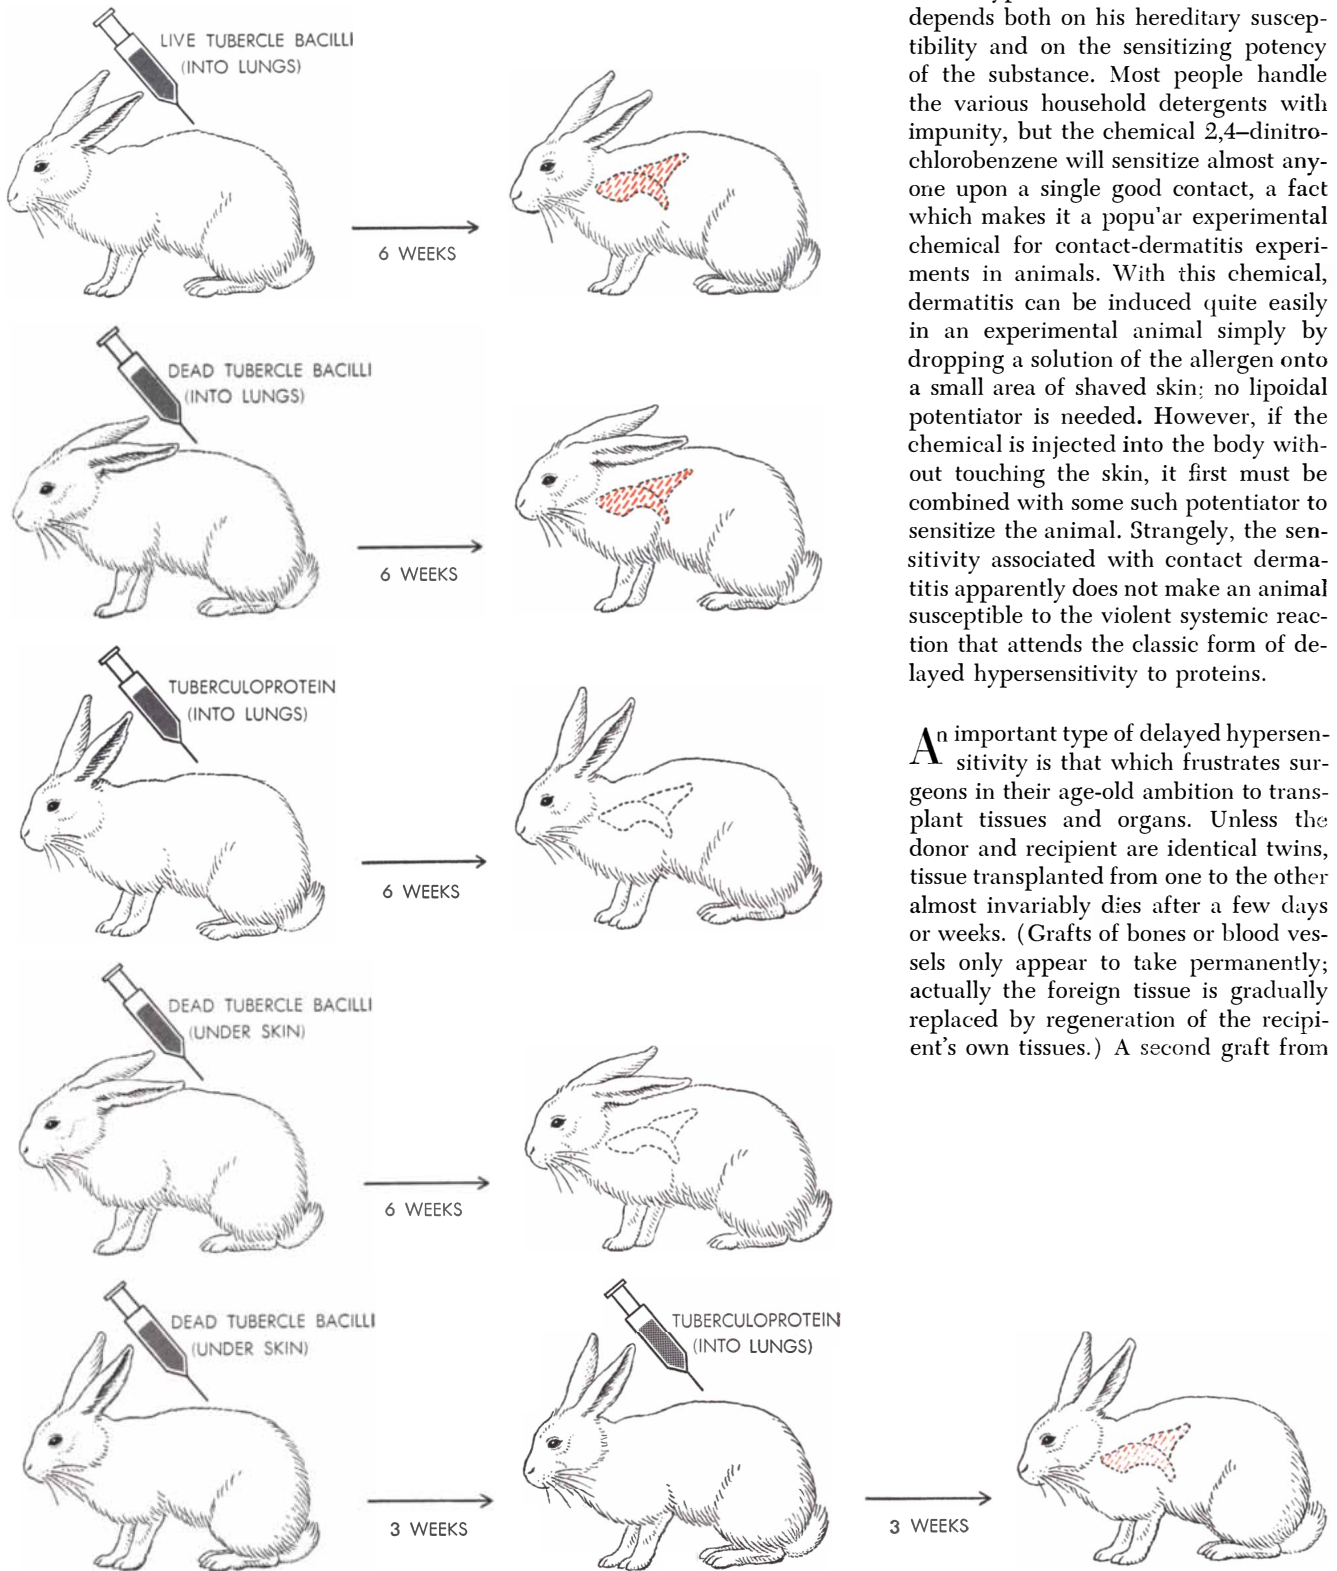 LIVE TUBERCLE BACILLI
(INTO LUNGS)
6 WEEKS
DEAD TUBERCLE BACILLI
(INTO LUNGS)
6 WEEKS
TUBERCULOPROTEIN
(INTO LUNGS)
6 WEEKS
DEAD TUBERCLE BACILLI
(UNDER SKIN)
6 WEEKS
DEAD TUBERCLE BACILLI
(UNDER SKIN)
3 WEEKS
TUBERCULOPROTEIN
(INTO LUNGS)
3 WEEKS
depends both on his hereditary suscep-
tibility and on the sensitizing potency
of the substance. Most people handle
the various household detergents with
impunity, but the chemical 2,4–dinitro-
chlorobenzene will sensitize almost any-
one upon a single good contact, a fact
which makes it a popu'ar experimental
chemical for contact-dermatitis experi-
ments in animals. With this chemical,
dermatitis can be induced quite easily
in an experimental animal simply by
dropping a solution of the allergen onto
a small area of shaved skin; no lipoidal
potentiator is needed. However, if the
chemical is injected into the body with-
out touching the skin, it first must be
combined with some such potentiator to
sensitize the animal. Strangely, the sen-
sitivity associated with contact derma-
titis apparently does not make an animal
susceptible to the violent systemic reac-
tion that attends the classic form of de-
layed hypersensitivity to proteins.
An important type of delayed hypersen-
sitivity is that which frustrates sur-
geons in their age-old ambition to trans-
plant tissues and organs. Unless the
donor and recipient are identical twins,
tissue transplanted from one to the other
almost invariably dies after a few days
or weeks. (Grafts of bones or blood ves-
sels only appear to take permanently;
actually the foreign tissue is gradually
replaced by regeneration of the recipi-
ent's own tissues.) A second graft from